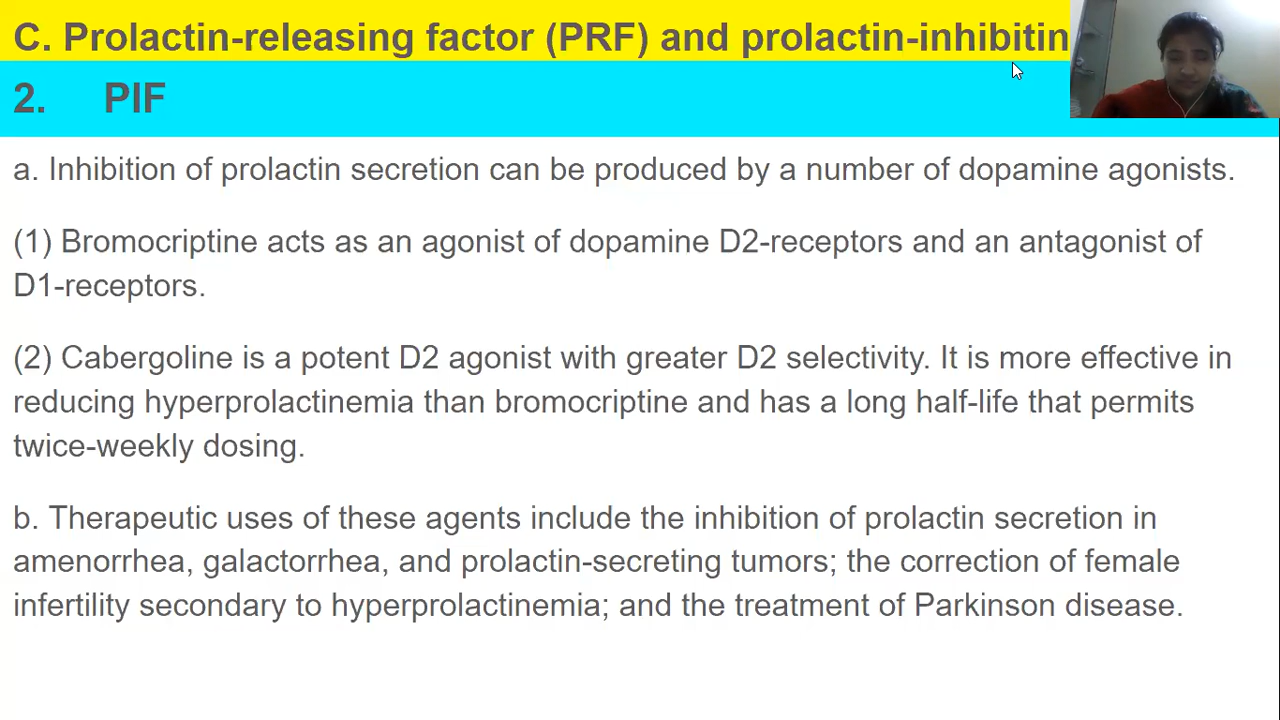 C. Prolactin-releasing factor (PRF) and prolactin-inhibitin
2. PIF
a. Inhibition of prolactin secretion can be produced by a number of dopamine agonists.
(1) Bromocriptine acts as an agonist of dopamine D2-receptors and an antagonist of
D1-receptors.
(2) Cabergoline is a potent D2 agonist with greater D2 selectivity. It is more effective in
reducing hyperprolactinemia than bromocriptine and has a long half-life that permits
twice-weekly dosing.
b. Therapeutic uses of these agents include the inhibition of prolactin secretion in
amenorrhea, galactorrhea, and prolactin-secreting tumors; the correction of female
infertility secondary to hyperprolactinemia; and the treatment of Parkinson disease.